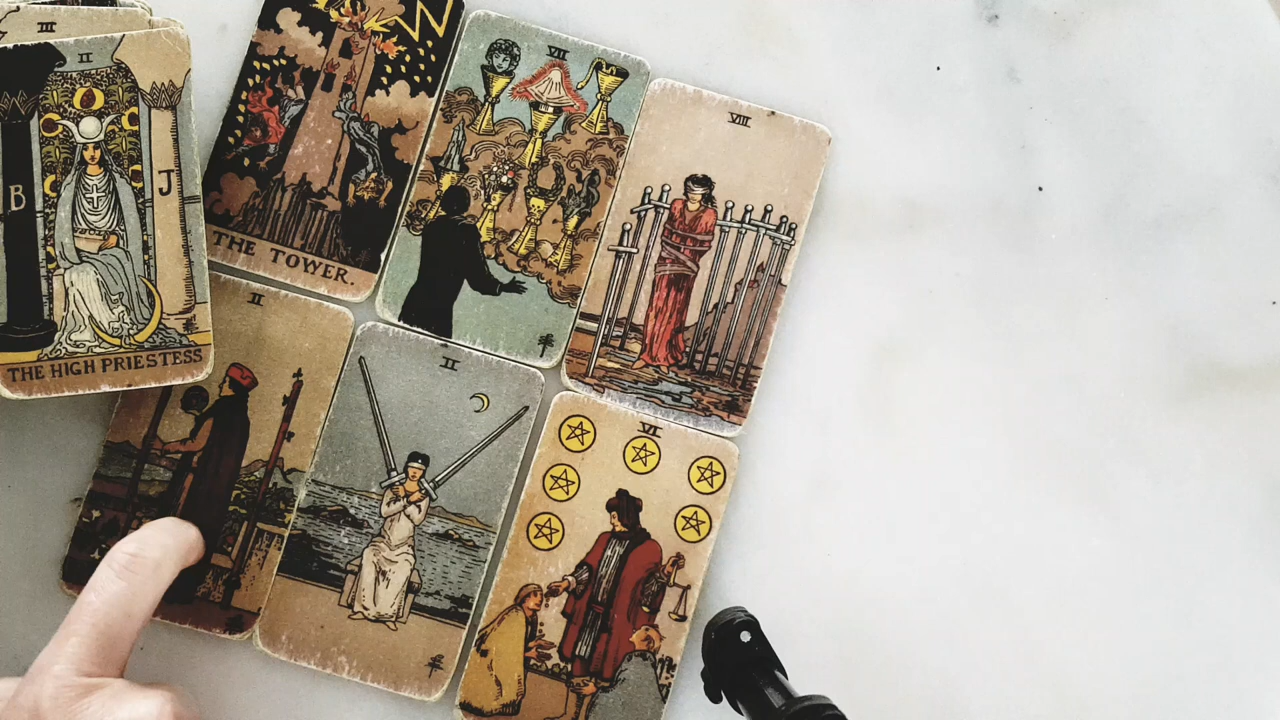 III
II
B
J
THE HIGH PRIESTESS
THE TOWER.
VII
VIII
II
II
VI